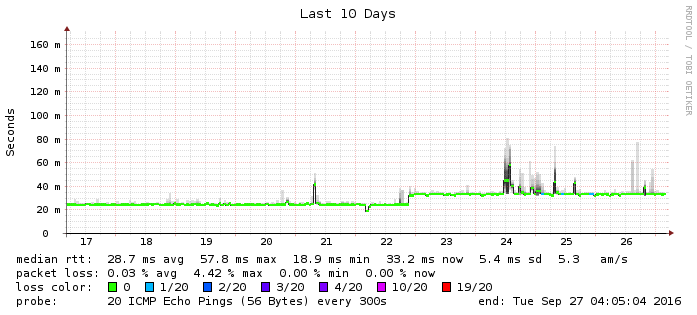 Last 10 Days
RRDTOOL / TOBI OETIKER
Seconds
160 m
140 m
120 m
100 m
80 m
60 m
40 m
20 m
0
17 18 19 20 21 22 23 24 25 26
median rtt: 28.7 ms avg 57.8 ms max 18.9 ms min 33.2 ms now 5.4 ms sd 5.3 am/s
packet loss: 0.03 % avg 4.42 % max 0.00 % min 0.00 % now
loss color: 0 1/20 2/20 3/20 4/20 10/20 19/20
probe: 20 ICMP Echo Pings (56 Bytes) every 300s end: Tue Sep 27 04:05:04 2016